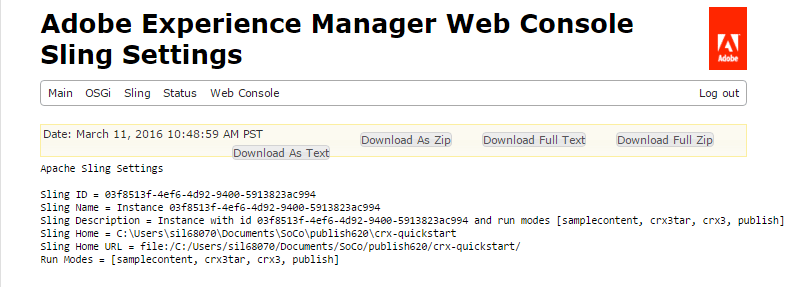 Adobe Experience Manager Web Console
Sling Settings
Adobe
Main OSGi Sling Status Web Console Log out
Date: March 11, 2016 10:48:59 AM PST
Download As Text Download As Zip Download Full Text Download Full Zip
Apache Sling Settings
Sling ID = 03f8513f-4ef6-4d92-9400-5913823ac994
Sling Name = Instance 03f8513f-4ef6-4d92-9400-5913823ac994
Sling Description = Instance with id 03f8513f-4ef6-4d92-9400-5913823ac994 and run modes [samplecontent, crx3tar, crx3, publish]
Sling Home = C:\Users\sil68070\Documents\SoCo\publish620\crx-quickstart
Sling Home URL = file:/C:/Users/sil68070/Documents/SoCo/publish620/crx-quickstart/
Run Modes = [samplecontent, crx3tar, crx3, publish]